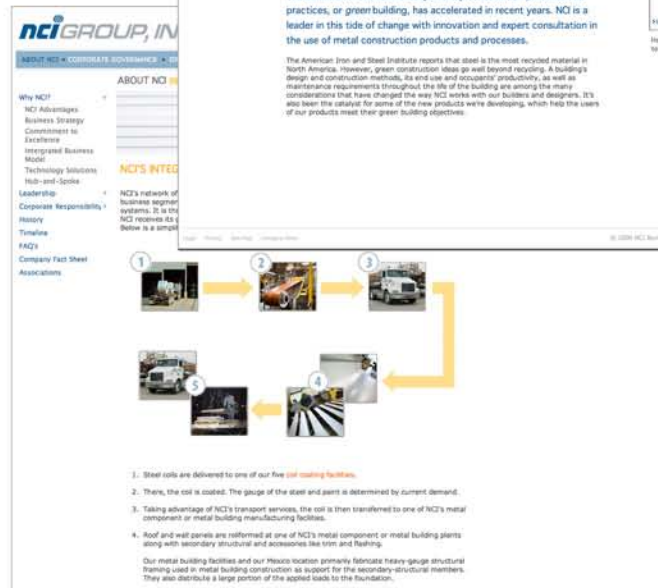 practices, or green building, has accelerated in recent years. NCI is a
leader in this tide of change with innovation and expert consultation in
the use of metal construction products and processes.
The American Iron and Steel Institute reports that steel is the most recycled material in
North America. However, green construction ideas go well beyond recycling. A building's
design and construction methods, its end use and occupants' productivity, as well as
maintenance requirements throughout the life of the building are among the many
considerations that have changed the way NCI works with our builders and designers. It's
also been the catalyst for some of the new products we're developing, which help the users
of our products meet their green building objectives.
nci GROUP, IN
ABOUT NCI • CORPORATE GOVERNANCE
ABOUT NCI
Why NCI?
NCI Advantages
Business Strategy
Commitment to
Excellence
Intergrated Business
Model
Technology Solutions
Hub-and-Spoke
Leadership
Corporate Responsibility
History
Timeline
FAQ's
Company Fact Sheet
Associations
NCI'S INTEG
NCI's network of
business segmen
systems. It is the
NCI receives its g
Below is a simpli
1
2
3
4
5
1. Steel coils are delivered to one of our five coil coating facilities.
2. There, the coil is coated. The gauge of the steel and paint is determined by current demand.
3. Taking advantage of NCI's transport services, the coil is then transferred to one of NCI's metal
component or metal building manufacturing facilities.
4. Roof and wall panels are rollformed at one of NCI's metal component or metal building plants
along with secondary structural and accessories like trim and flashing.
Our metal building facilities and our Mexico location primarily fabricate heavy-gauge structural
framing used in metal building construction as support for the secondary-structural members.
They also distribute a large portion of the applied loads to the foundation.